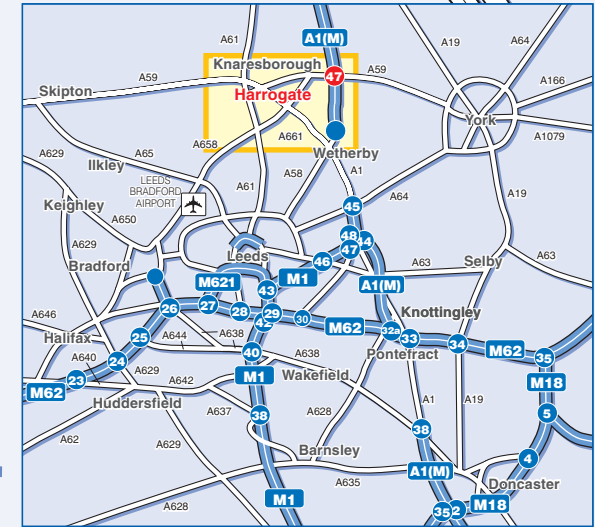 A61
A1(M)
A19
A64
Knaresborough
47
A59
A59
Harrogate
A166
Skipton
York
A1079
A661
A658
Wetherby
A629
A65
Ilkley
A58
A1
LEEDS
BRADFORD
AIRPORT
A61
A64
A19
Keighley
45
A650
48
44
47
A629
Leeds
46
A63
Selby
A63
Bradford
M621
M1
A1(M)
43
26
27
28
29
42
30
M62
Knottingley
A646
32a
33
Halifax
25
A644
A638
34
M62
35
Pontefract
A640
24
40
A638
M62
23
A629
A642
M1
Wakefield
M18
Huddersfield
A637
38
A628
A1
A19
5
38
A62
A629
Barnsley
4
A635
A1(M)
Doncaster
A628
M1
35
2
M18